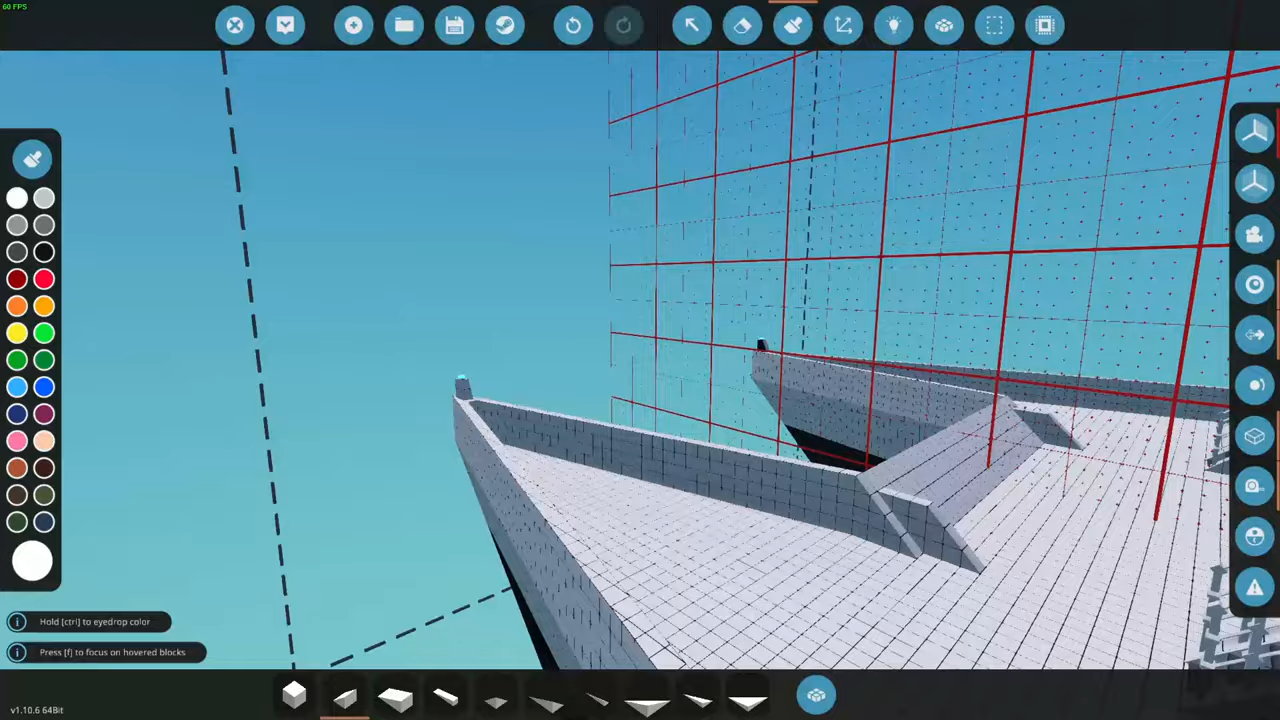 60 FPS
Hold [ctrl] to eyedrop color
Press [f] to focus on hovered blocks
v1.10.6 64Bit